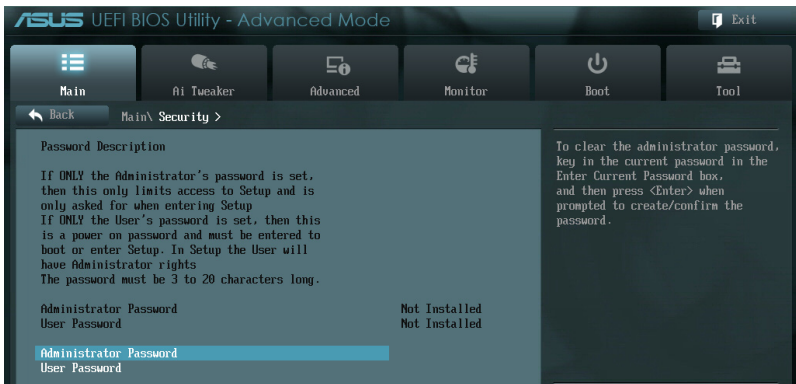 ASUS UEFI BIOS Utility - Advanced Mode
Exit
Main
Ai Tweaker
Advanced
Monitor
Boot
Tool
Back
Main\ Security >
Password Description
If ONLY the Administrator's password is set,
then this only limits access to Setup and is
only asked for when entering Setup
If ONLY the User's password is set, then this
is a power on password and must be entered to
boot or enter Setup. In Setup the User will
have Administrator rights
The password must be 3 to 20 characters long.
Administrator Password Not Installed
User Password Not Installed
Administrator Password
User Password
To clear the administrator password,
key in the current password in the
Enter Current Password box,
and then press <Enter> when
prompted to create/confirm the
password.